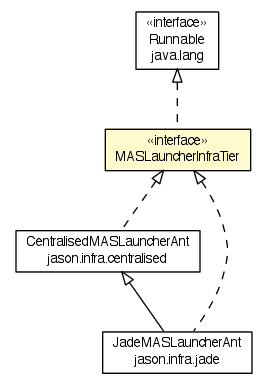 «interface»
Runnable
java.lang
«interface»
MASLauncherInfraTier
CentralisedMASLauncherAnt
jason.infra.centralised
JadeMASLauncherAnt
jason.infra.jade